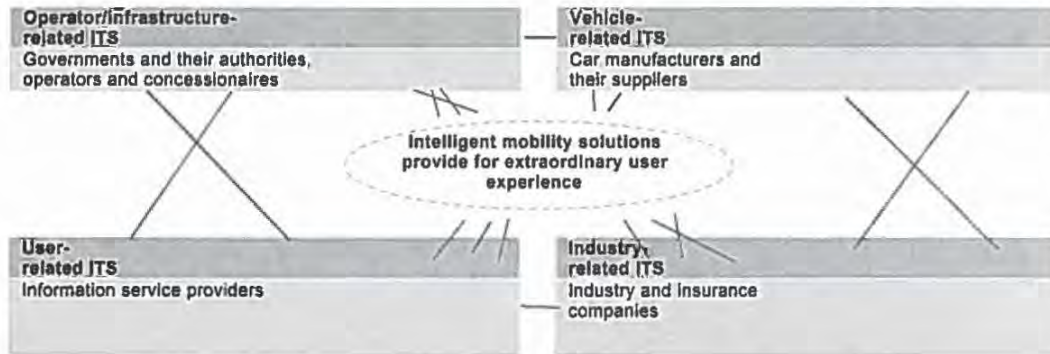 Operator/infrastructure-
related ITS
Governments and their authorities,
operators and concessionaires
Vehicle-
related ITS
Car manufacturers and
their suppliers
Intelligent mobility solutions
provide for extraordinary user
experience
User-
related ITS
Information service providers
Industry-
related ITS
Industry and insurance
companies